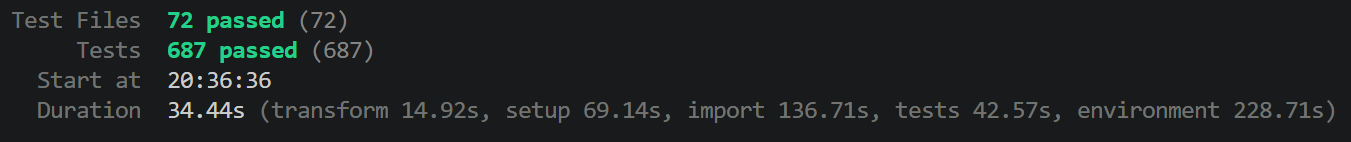 Test Files  72 passed (72)
Tests  687 passed (687)
Start at  20:36:36
Duration  34.44s (transform 14.92s, setup 69.14s, import 136.71s, tests 42.57s, environment 228.71s)